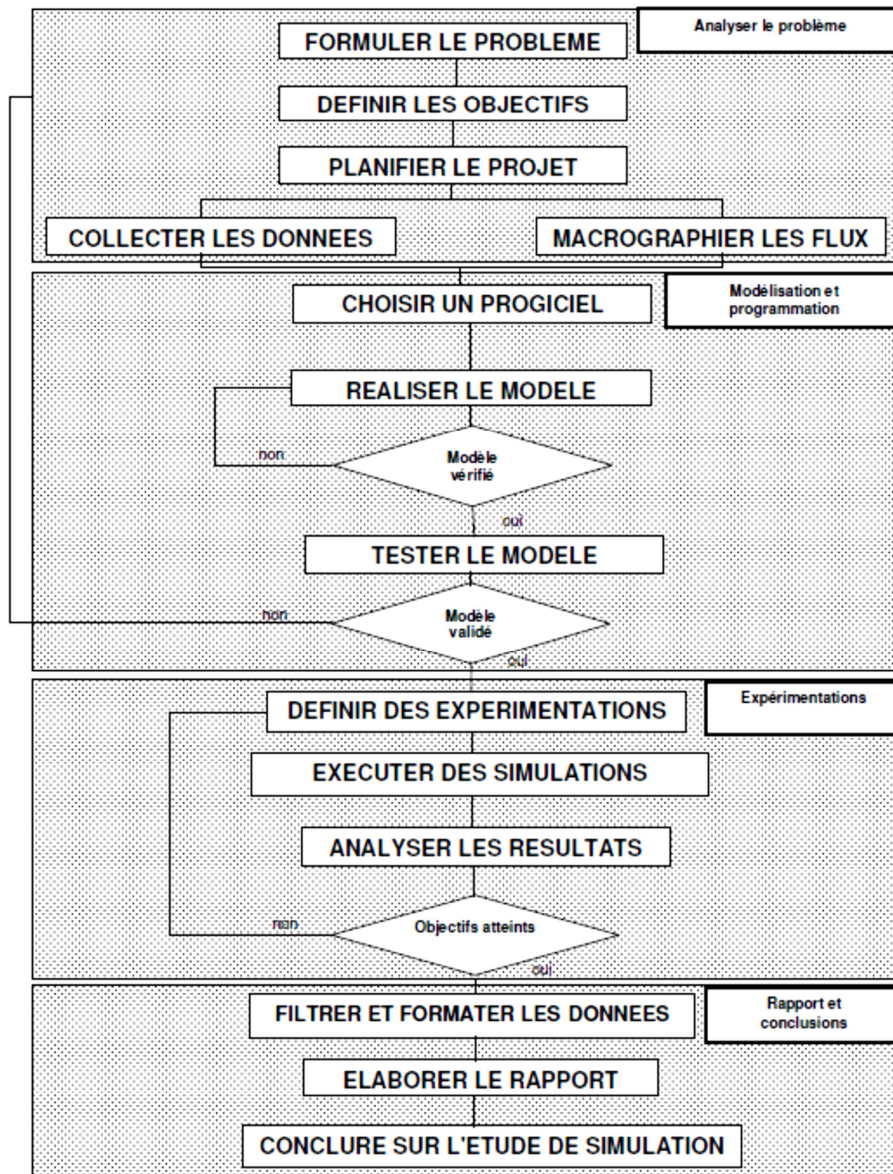 Analyser le problème
FORMULER LE PROBLEME
DEFINIR LES OBJECTIFS
PLANIFIER LE PROJET
COLLECTER LES DONNEES
MACROGRAPHIER LES FLUX
Modélisation et
programmation
CHOISIR UN PROGICIEL
REALISER LE MODELE
non
Modèle
vérifié
oui
TESTER LE MODELE
non
Modèle
validé
oui
Expérimentations
DEFINIR DES EXPERIMENTATIONS
EXECUTER DES SIMULATIONS
ANALYSER LES RESULTATS
non
Objectifs atteints
oui
Rapport et
conclusions
FILTRER ET FORMATER LES DONNEES
ELABORER LE RAPPORT
CONCLURE SUR L'ETUDE DE SIMULATION